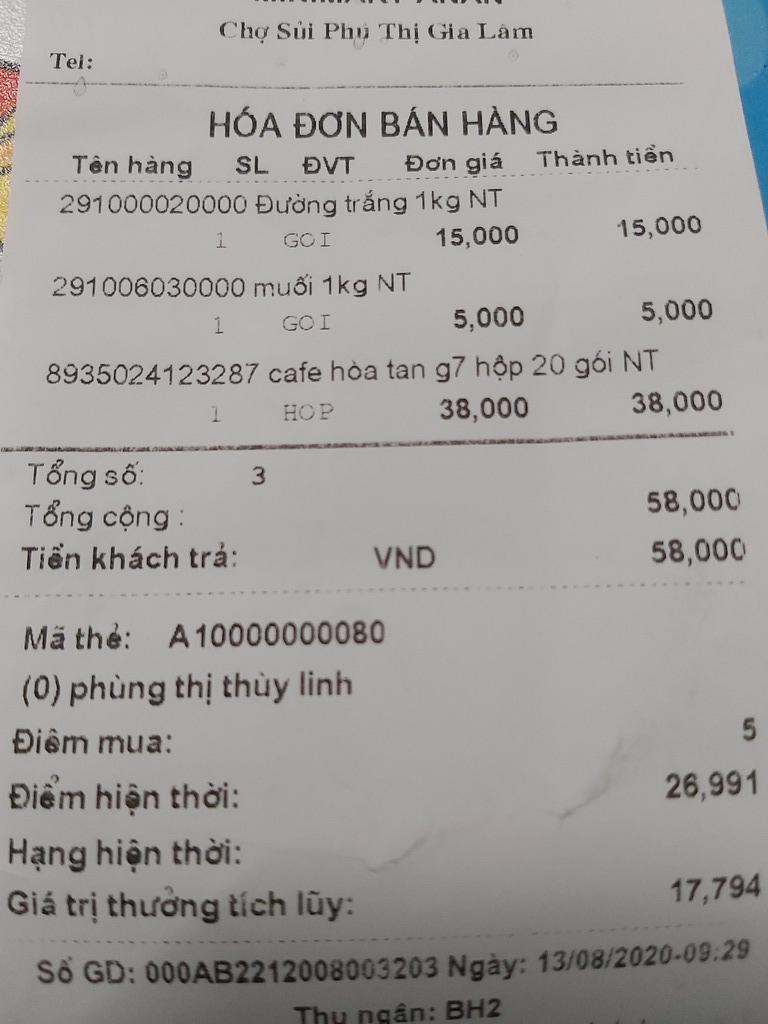 Chợ Sủi Phụ Thị Gia Lâm
Tel:
HÓA ĐƠN BÁN HÀNG
Tên hàng SL ĐVT Đơn giá Thành tiền
291000020000 Đường trắng 1kg NT
1 GOI 15,000 15,000
291006030000 muối 1kg NT
1 GOI 5,000 5,000
8935024123287 cafe hòa tan g7 hộp 20 gói NT
1 HOP 38,000 38,000
Tổng số: 3
Tổng cộng : 58,000
Tiền khách trả: VND 58,000
Mã thẻ: A10000000080
(0) phùng thị thùy linh
Điểm mua: 5
Điểm hiện thời: 26,991
Hạng hiện thời:
Giá trị thưởng tích lũy: 17,794
Số GD: 000AB2212008003203 Ngày: 13/08/2020-09:29
Thu ngân: BH2